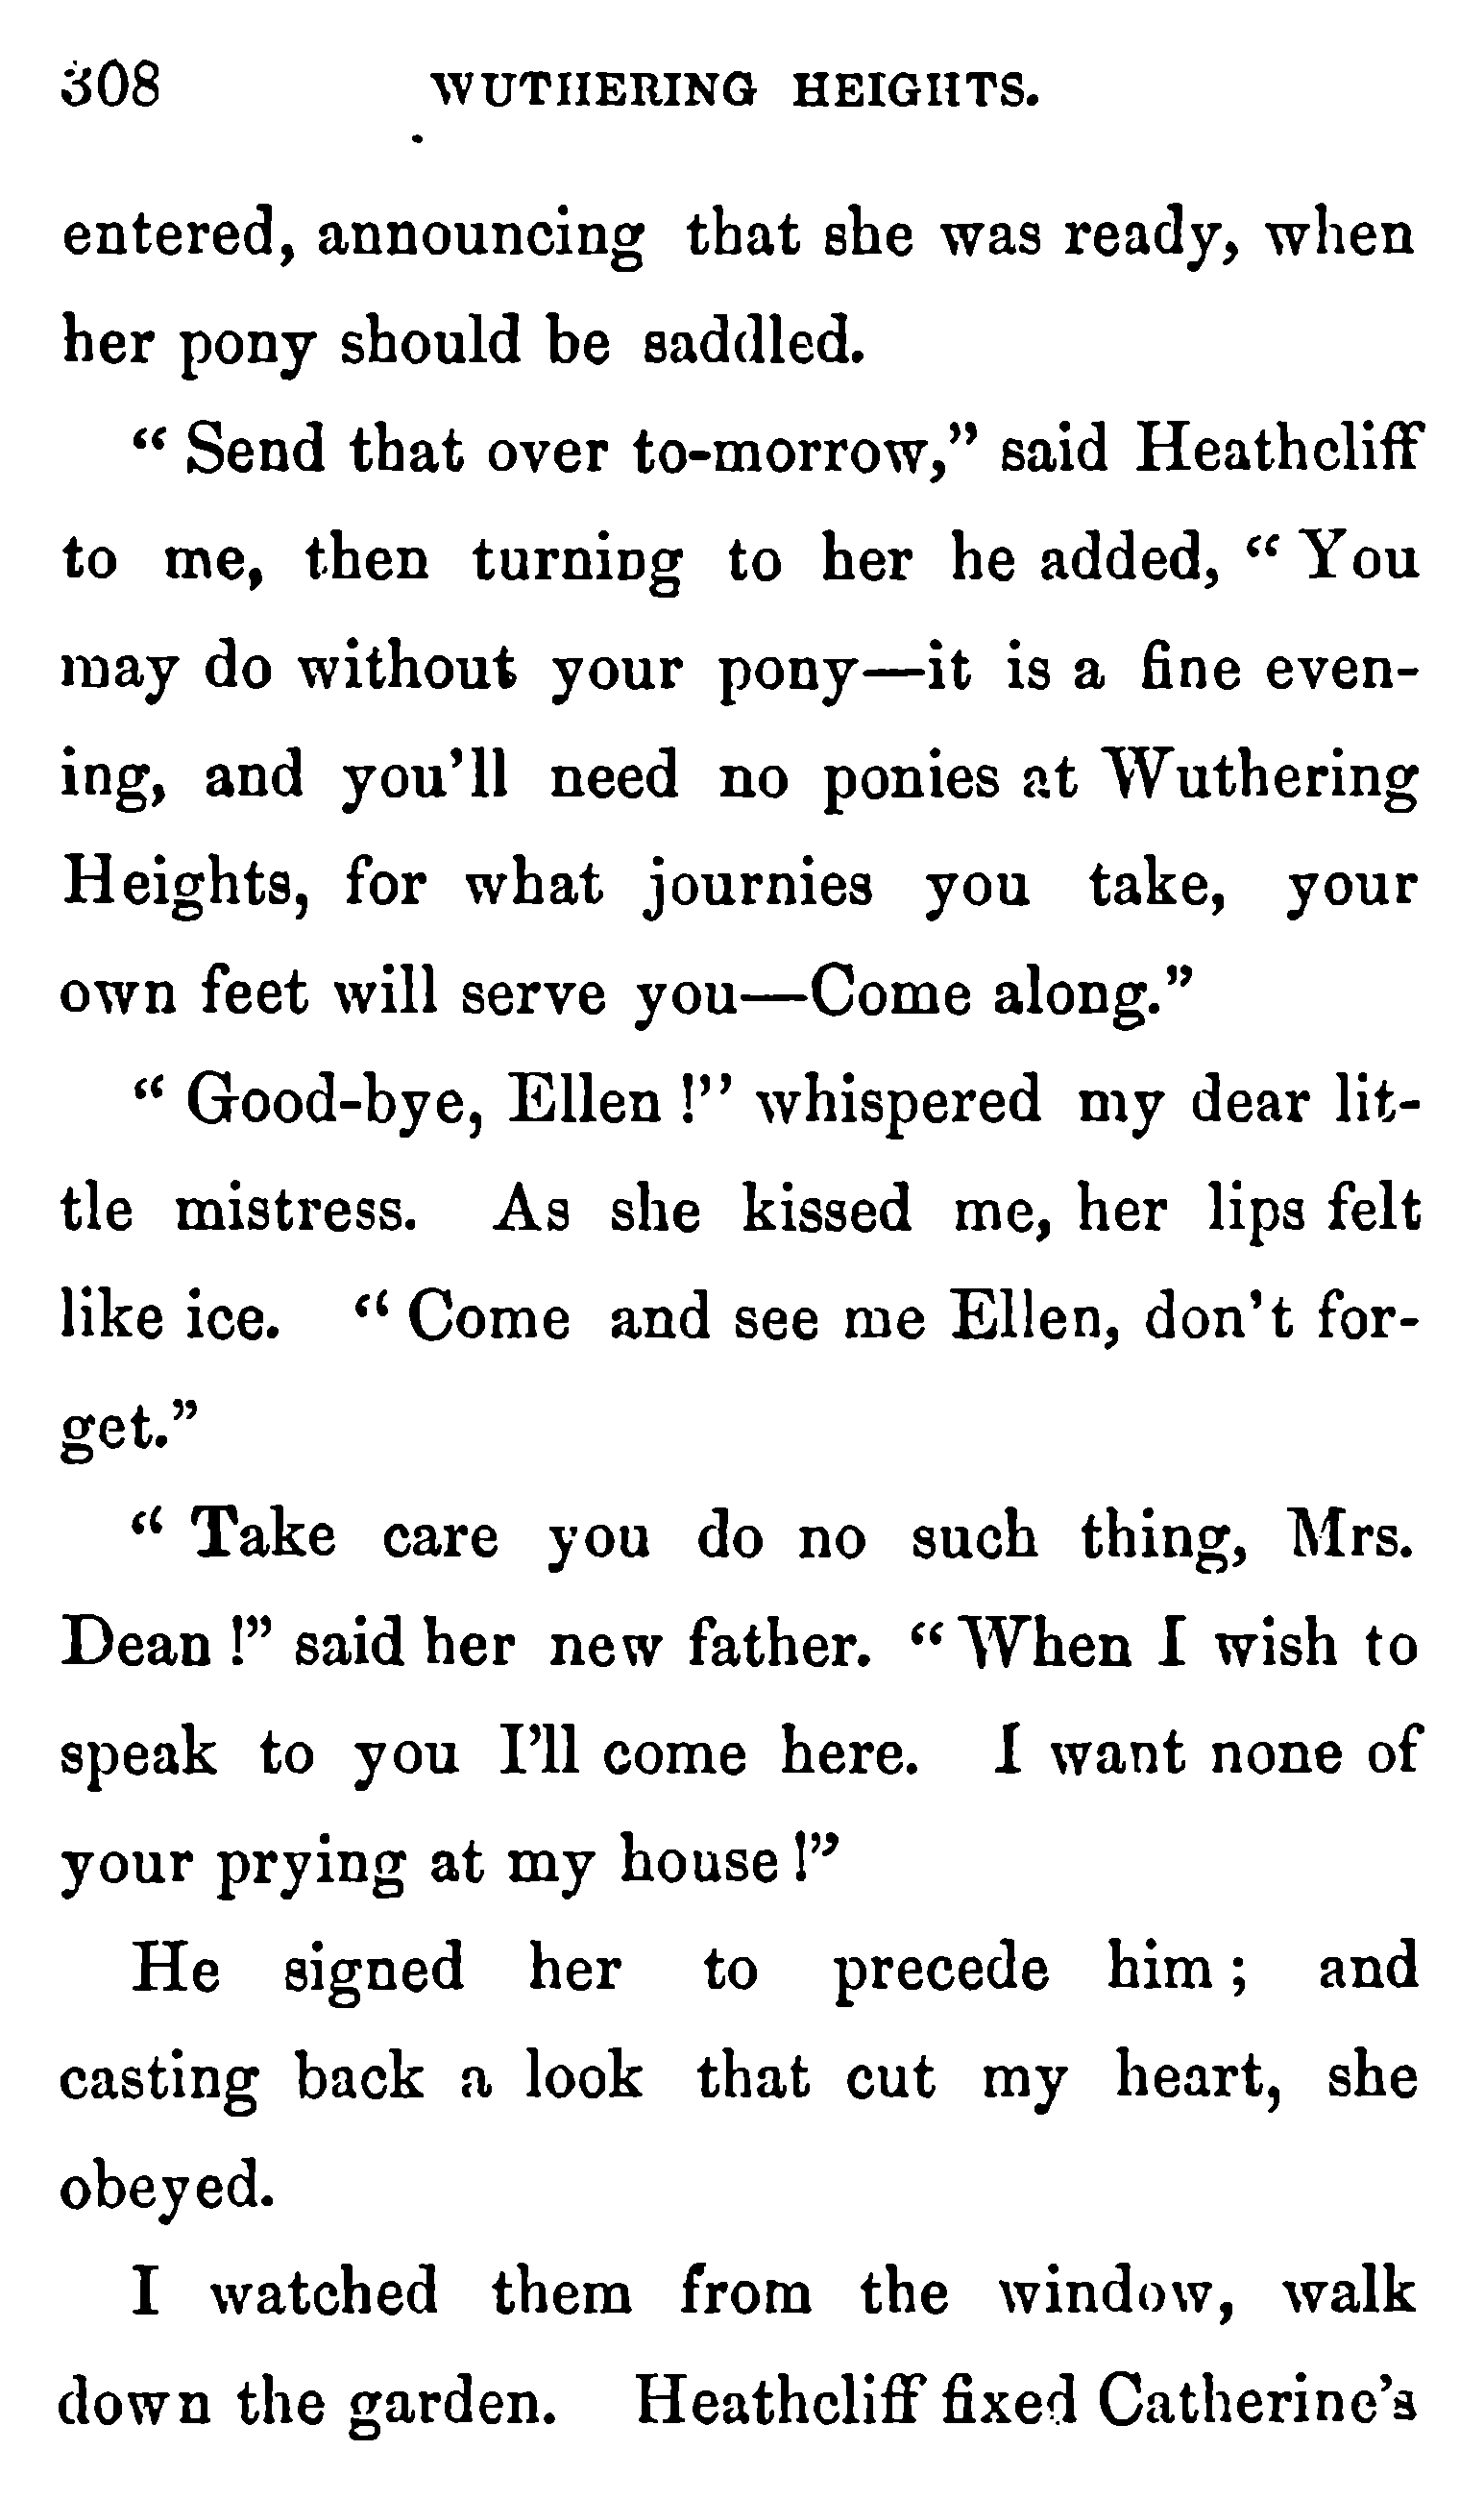 308 WUTHERING HEIGHTS.
entered, announcing that she was ready, when
her pony should be saddled.
“ Send that over to-morrow,” said Heathcliff
to me, then turning to her he added, “ You
may do without your pony—it is a fine even-
ing, and you’ll need no ponies at Wuthering
Heights, for what journies you take, your
own feet will serve you—Come along.”
“ Good-bye, Ellen !” whispered my dear lit-
tle mistress. As she kissed me, her lips felt
like ice. “ Come and see me Ellen, don’t for-
get.”
“ Take care you do no such thing, Mrs.
Dean !” said her new father. “ When I wish to
speak to you I’ll come here. I want none of
your prying at my house !”
He signed her to precede him ; and
casting back a look that cut my heart, she
obeyed.
I watched them from the window, walk
down the garden. Heathcliff fixed Catherine’s